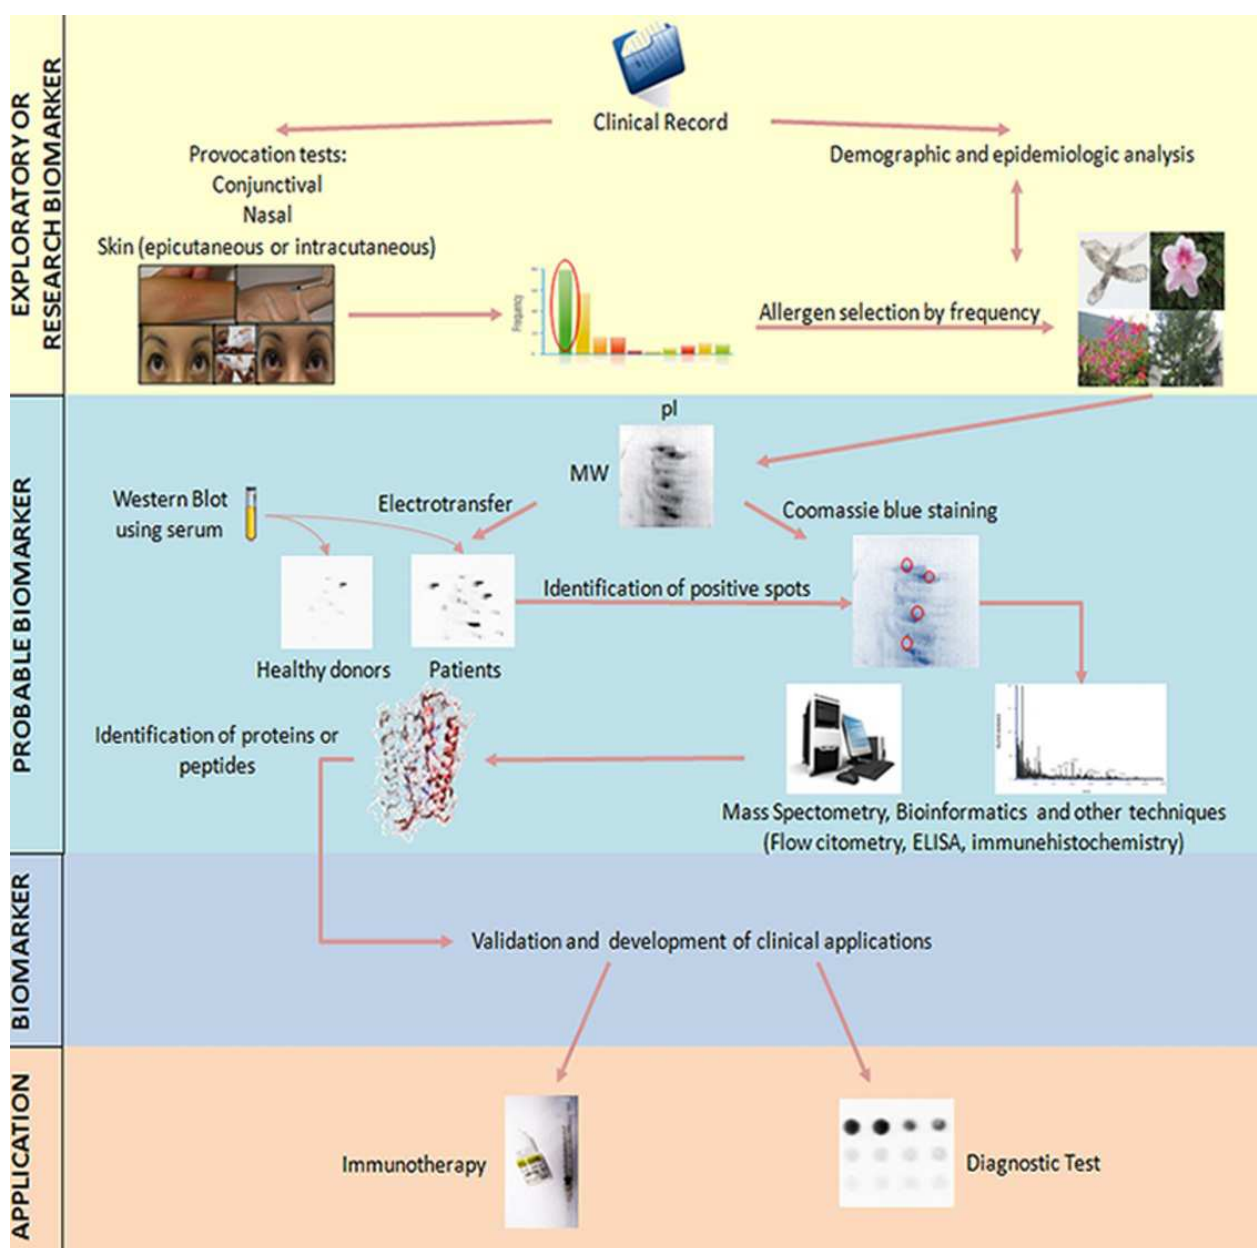 EXPLORATORY OR
RESEARCH BIOMARKER
Clinical Record
Provocation tests:
Conjunctival
Nasal
Skin (epicutaneous or intracutaneous)
Demographic and epidemiologic analysis
Frequency
Allergen selection by frequency
PROBABLE BIOMARKER
pI
MW
Western Blot
using serum
Electrotransfer
Coomassie blue staining
Identification of positive spots
Healthy donors
Patients
Identification of proteins or
peptides
Mass Spectometry, Bioinformatics and other techniques
(Flow citometry, ELISA, immunehistochemistry)
BIOMARKER
Validation and development of clinical applications
APPLICATION
Immunotherapy
Diagnostic Test